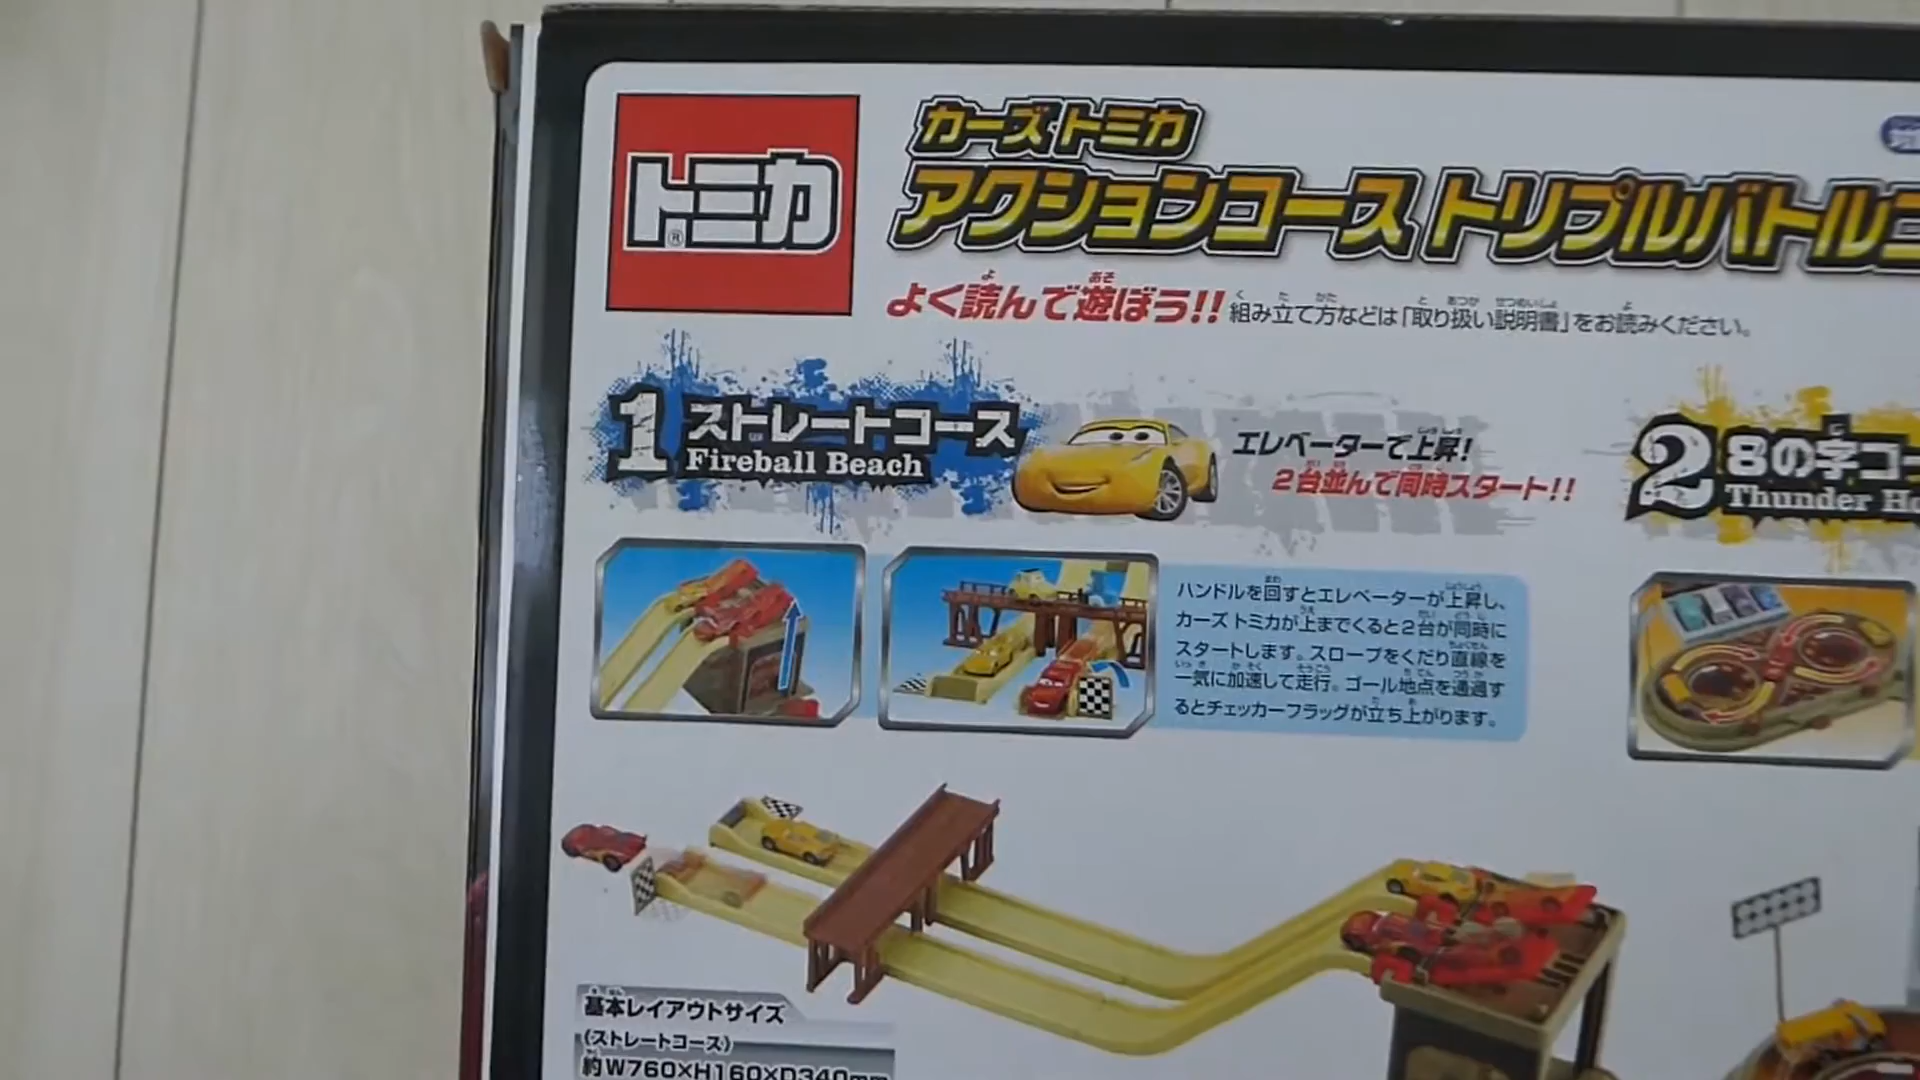 トミカ®
カーズ トミカ
アクションコース トリプルバトル
よく読んで遊ぼう!! 組み立て方などは「取り扱い説明書」をお読みください。
1 ストレートコース
Fireball Beach
エレベーターで上昇!
2台並んで同時スタート!!
2 8の字コー
Thunder Ho
ハンドルを回すとエレベーターが上昇し、
カーズ トミカが上までくると2台が同時に
スタートします。スロープをくだり直線を
一気に加速して走行。ゴール地点を通過す
るとチェッカーフラッグが立ち上がります。
基本レイアウトサイズ
(ストレートコース)
約W760×H160×D340mm